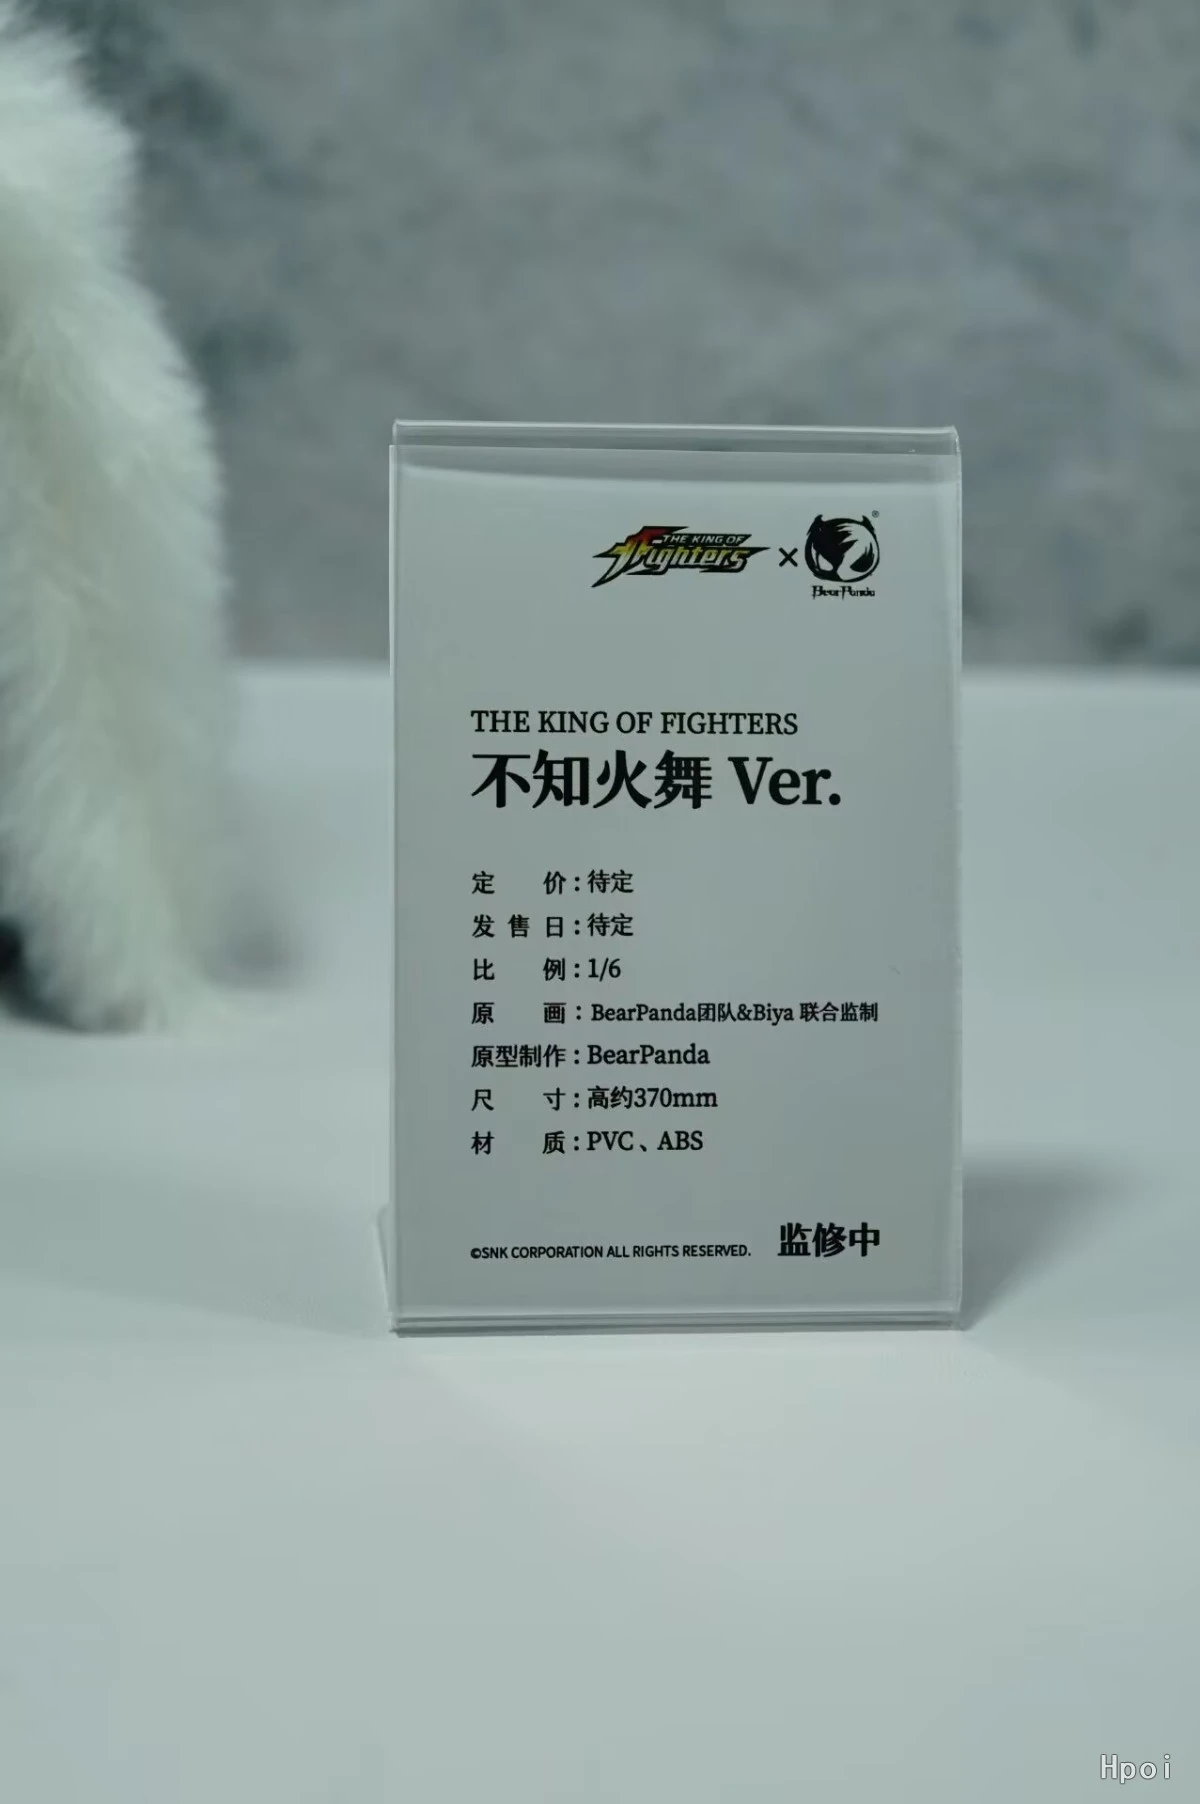 THE KING OF
Fighters
×
®
BearPanda
THE KING OF FIGHTERS
不知火舞 Ver.
定价：待定
发售日：待定
比例：1/6
原画：BearPanda团队&Biya 联合监制
原型制作：BearPanda
尺寸：高约370mm
材质：PVC、ABS
©SNK CORPORATION ALL RIGHTS RESERVED.
监修中
Hpoi